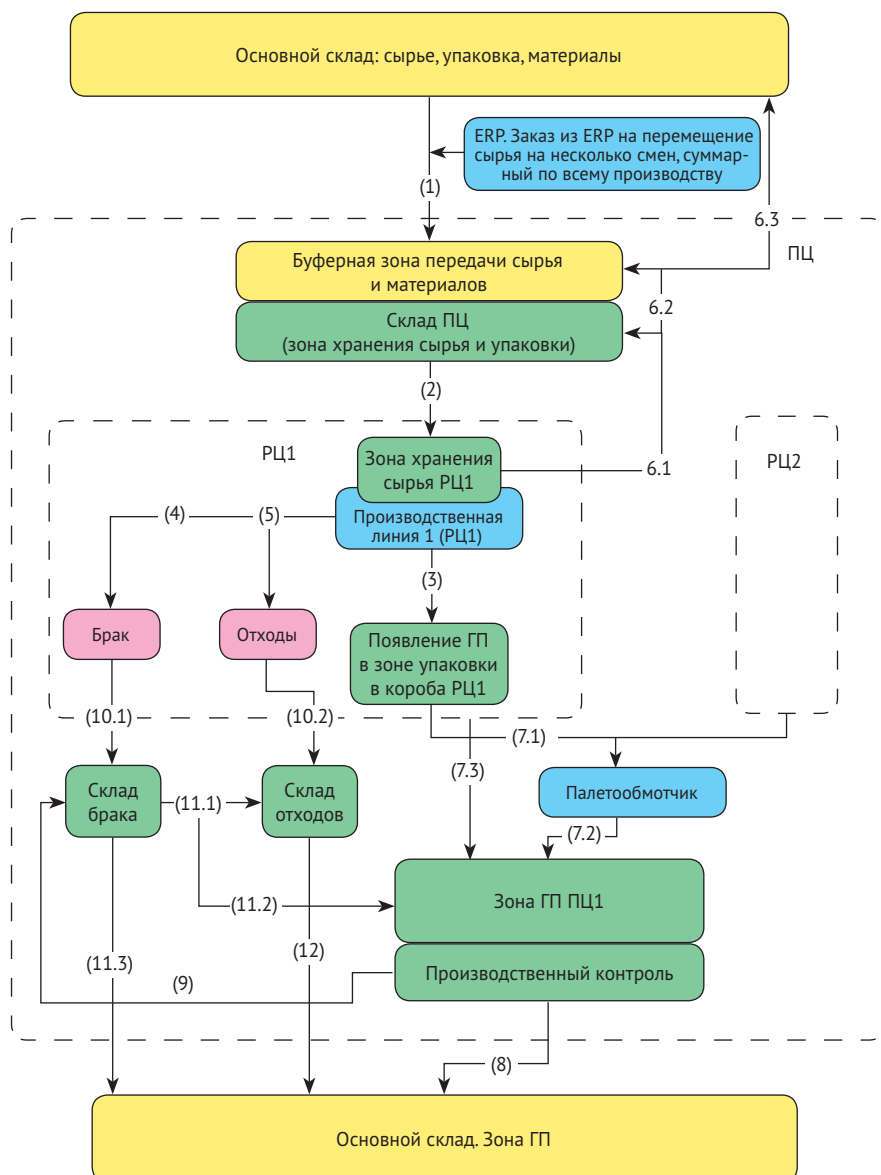 Основной склад: сырье, упаковка, материалы
ERP. Заказ из ERP на перемещение
сырья на несколько смен, суммар-
ный по всему производству
(1)
6.3
ПЦ
Буферная зона передачи сырья
и материалов
6.2
Склад ПЦ
(зона хранения сырья и упаковки)
(2)
РЦ1
Зона хранения
сырья РЦ1
6.1
РЦ2
(4)
(5)
Производственная
линия 1 (РЦ1)
(3)
Брак
Отходы
Появление ГП
в зоне упаковки
в короба РЦ1
(10.1)
(10.2)
(7.1)
(7.3)
Склад
брака
(11.1)
Склад
отходов
Палетообмотчик
(7.2)
(11.2)
Зона ГП ПЦ1
(11.3)
(12)
(9)
Производственный контроль
(8)
Основной склад. Зона ГП